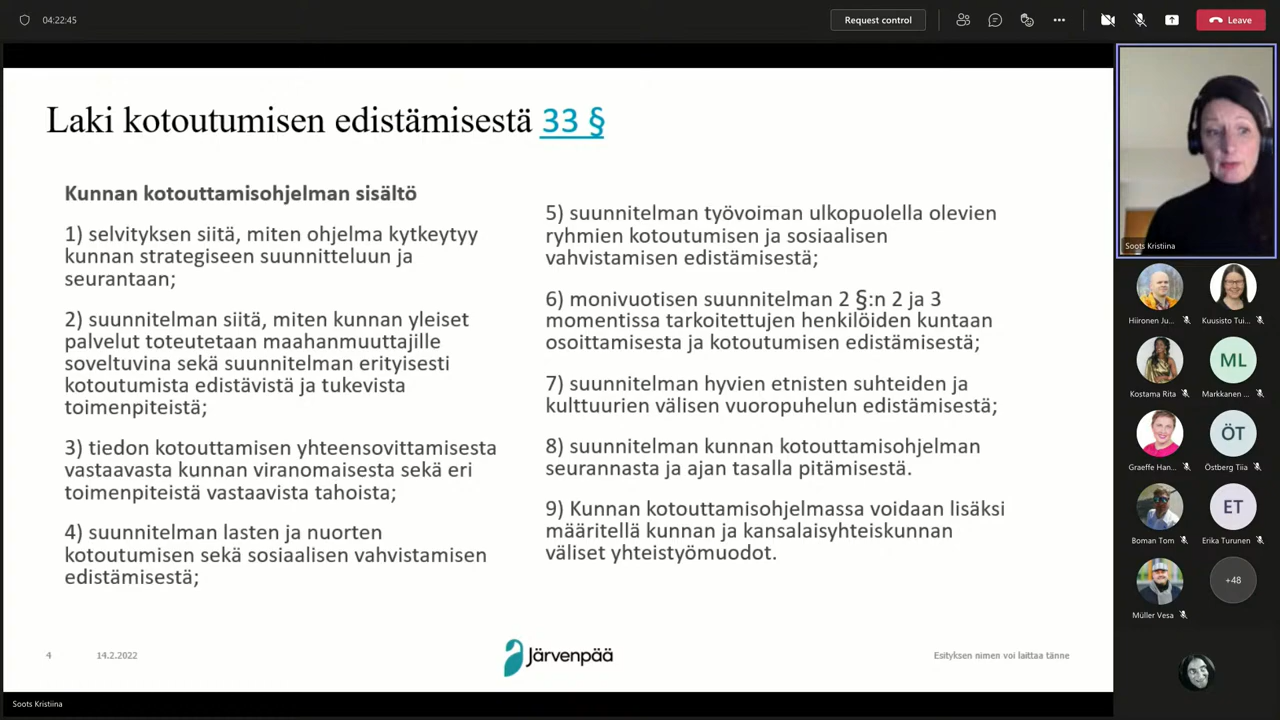 04:22:45
Request control
Leave
Laki kotoutumisen edistämisestä 33 §
Kunnan kotouttamisohjelman sisältö
1) selvityksen siitä, miten ohjelma kytkeytyy
kunnan strategiseen suunnitteluun ja
seurantaan;
2) suunnitelman siitä, miten kunnan yleiset
palvelut toteutetaan maahanmuuttajille
soveltuvina sekä suunnitelman erityisesti
kotoutumista edistävistä ja tukevista
toimenpiteistä;
3) tiedon kotouttamisen yhteensovittamisesta
vastaavasta kunnan viranomaisesta sekä eri
toimenpiteistä vastaavista tahoista;
4) suunnitelman lasten ja nuorten
kotoutumisen sekä sosiaalisen vahvistamisen
edistämisestä;
5) suunnitelman työvoiman ulkopuolella olevien
ryhmien kotoutumisen ja sosiaalisen
vahvistamisen edistämisestä;
6) monivuotisen suunnitelman 2 §:n 2 ja 3
momentissa tarkoitettujen henkilöiden kuntaan
osoittamisesta ja kotoutumisen edistämisestä;
7) suunnitelman hyvien etnisten suhteiden ja
kulttuurien välisen vuoropuhelun edistämisestä;
8) suunnitelman kunnan kotouttamisohjelman
seurannasta ja ajan tasalla pitämisestä.
9) Kunnan kotouttamisohjelmassa voidaan lisäksi
määritellä kunnan ja kansalaisyhteiskunnan
väliset yhteistyömuodot.
4
14.2.2022
Järvenpää
Esityksen nimen voi laittaa tänne
Soots Kristiina
Soots Kristiina
Hiironen Ju...
Kuusisto Tui...
Kostama Rita
ML
Markkanen ...
Graeffe Han...
ÖT
Östberg Tiia
Boman Tom
ET
Erika Turunen
Müller Vesa
+48